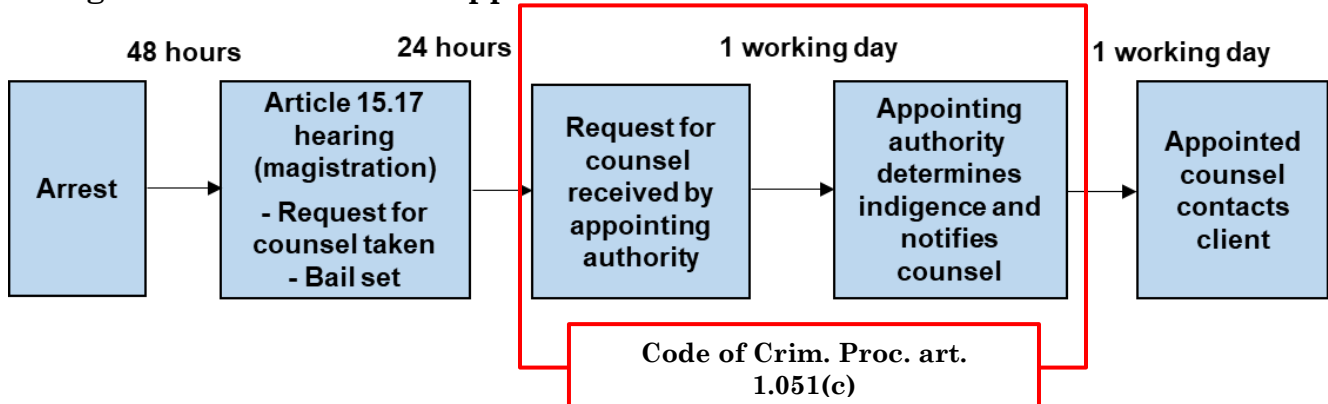 48 hours
24 hours
1 working day
1 working day
Arrest
Article 15.17
hearing
(magistration)
- Request for
counsel taken
- Bail set
Request for
counsel
received by
appointing
authority
Appointing
authority
determines
indigence and
notifies
counsel
Appointed
counsel
contacts
client
Code of Crim. Proc. art.
1.051(c)